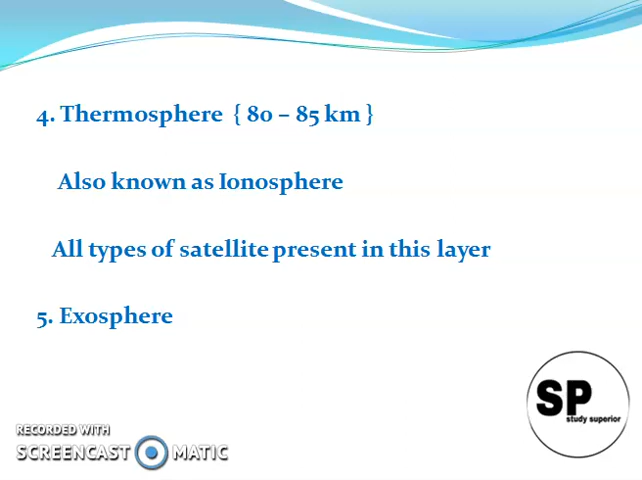 4. Thermosphere { 80 – 85 km }
Also known as Ionosphere
All types of satellite present in this layer
5. Exosphere
SP
study superior
RECORDED WITH
SCREENCAST MATIC